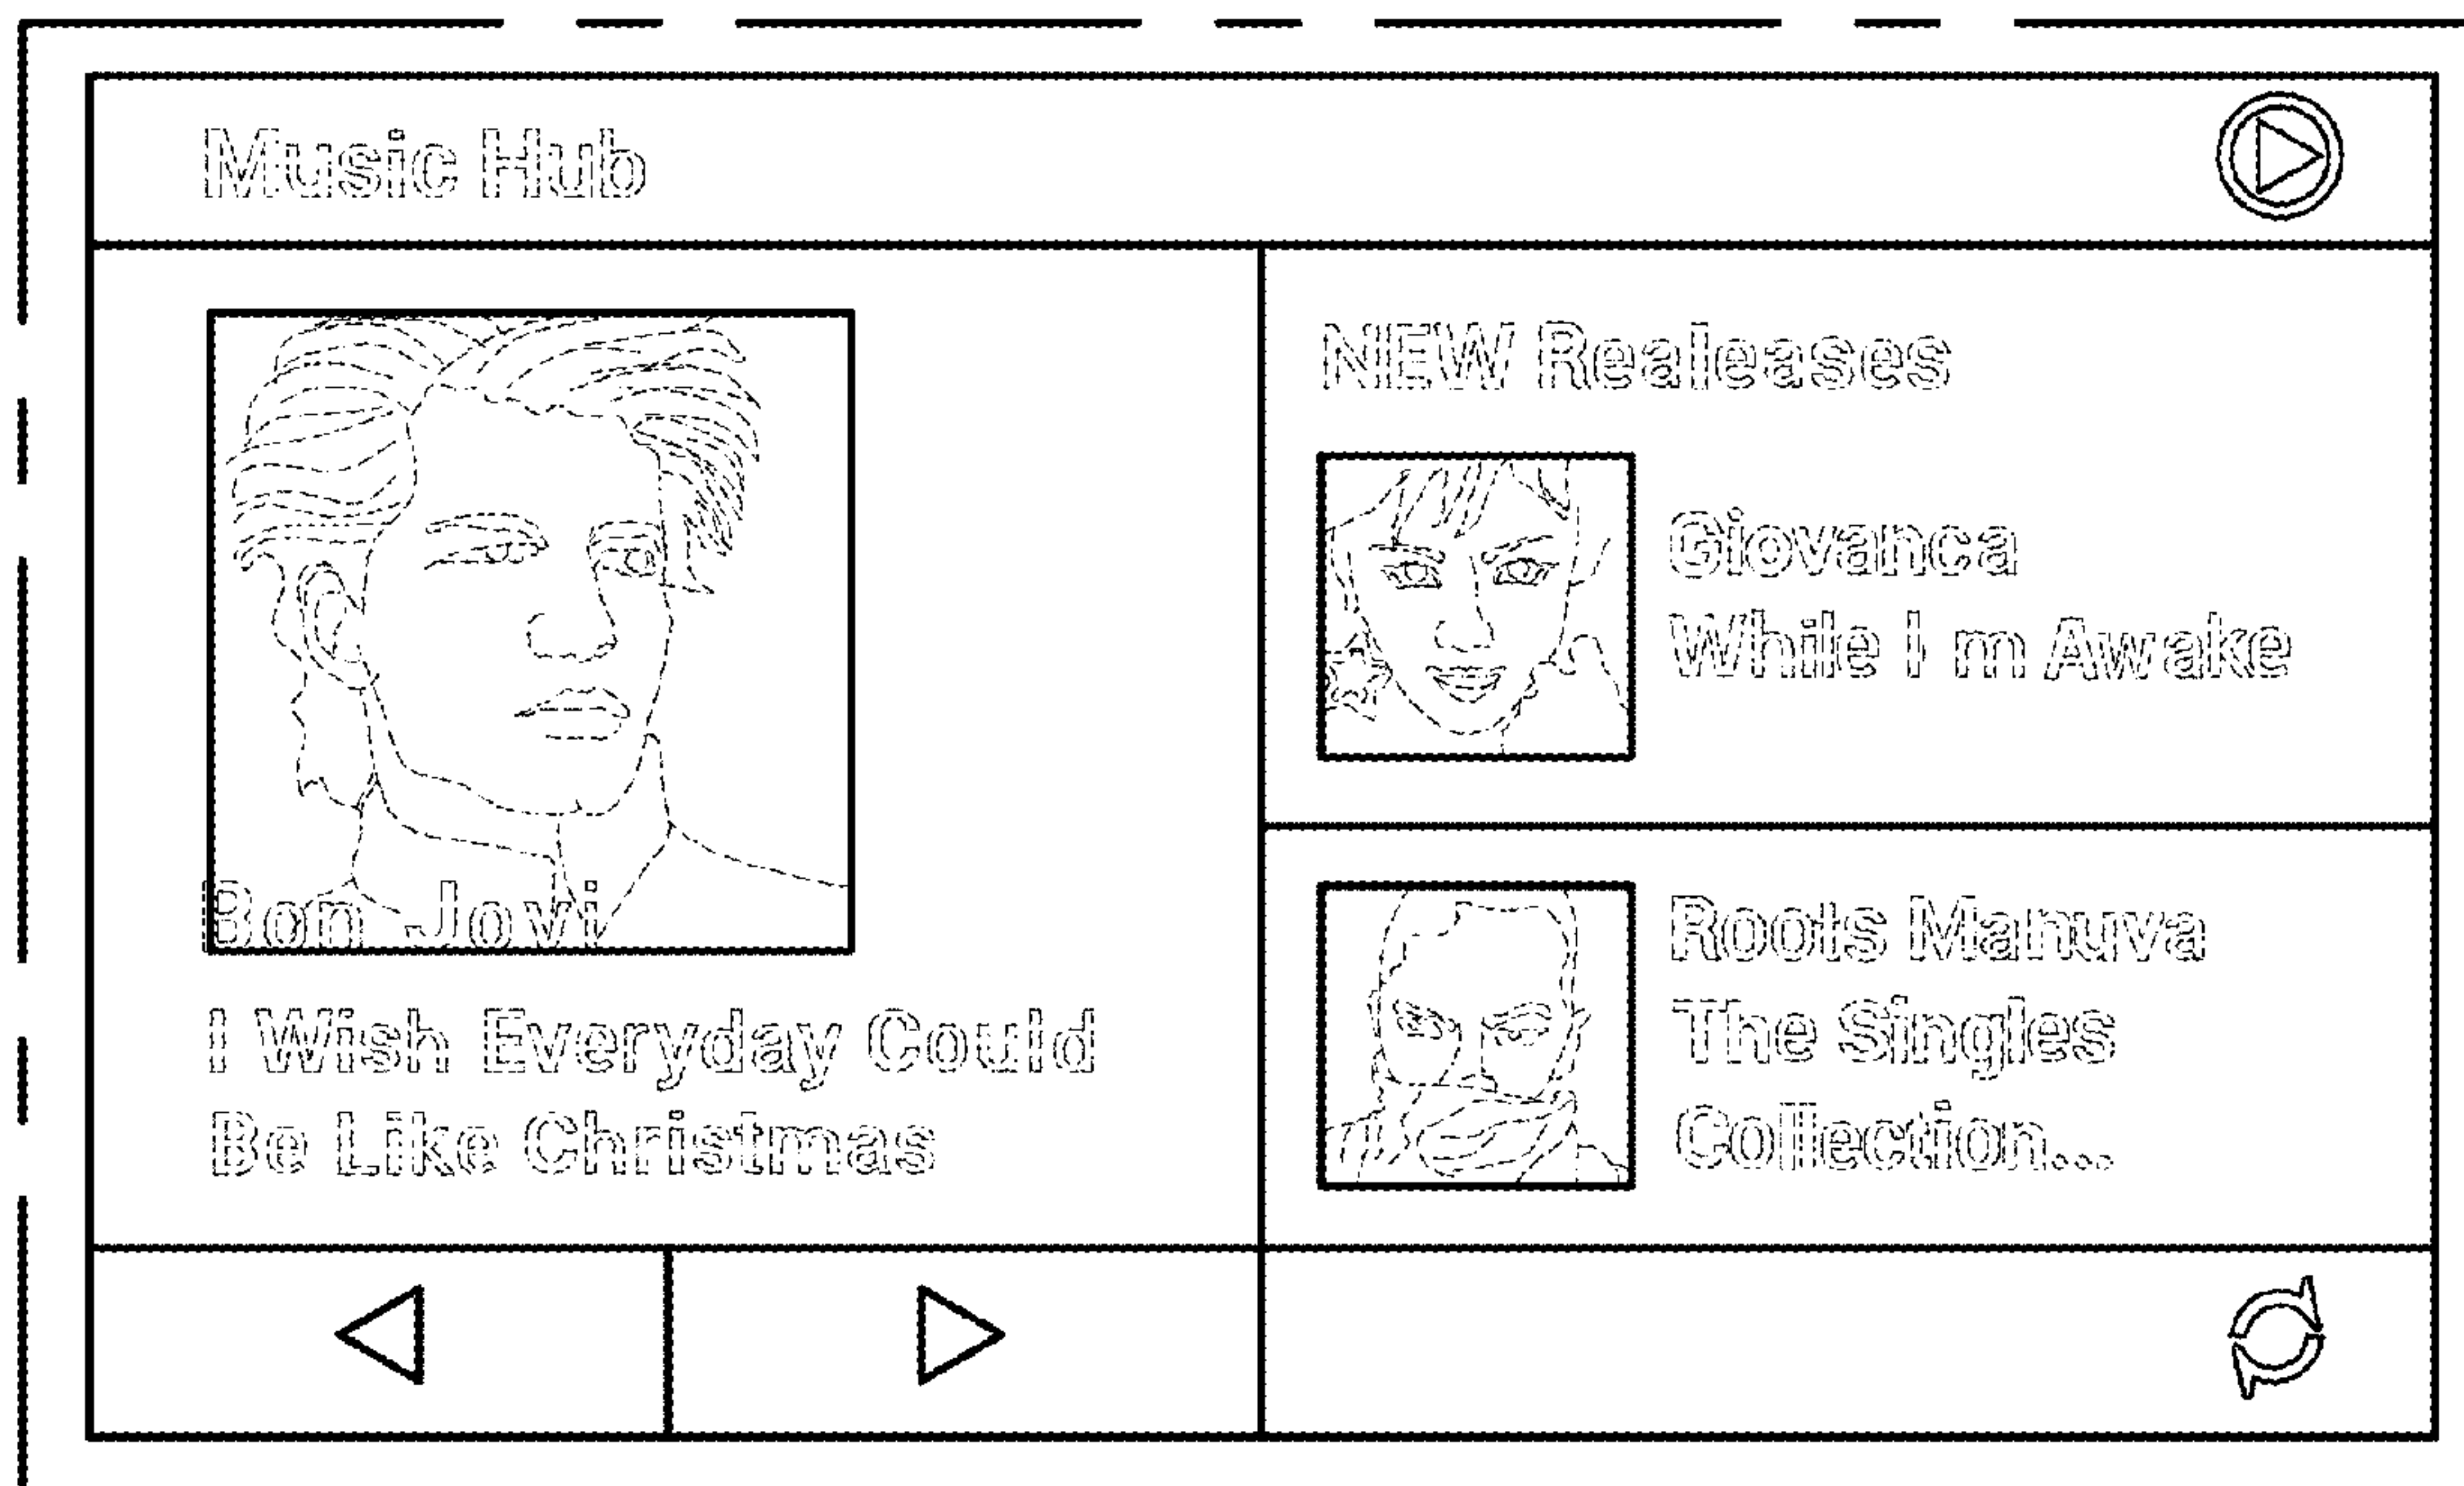 Music Hub
Bon Jovi
I Wish Everyday Could
Be Like Christmas
NEW Realeases
Giovanca
While I m Awake
Roots Manuva
The Singles
Collection...